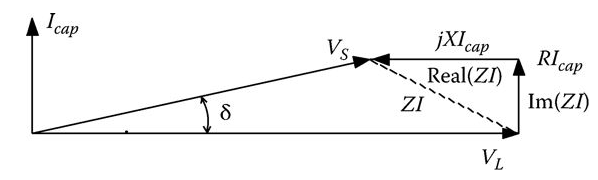 I_cap
V_S
jXI_cap
RI_cap
Real(ZI)
ZI
Im(ZI)
δ
V_L